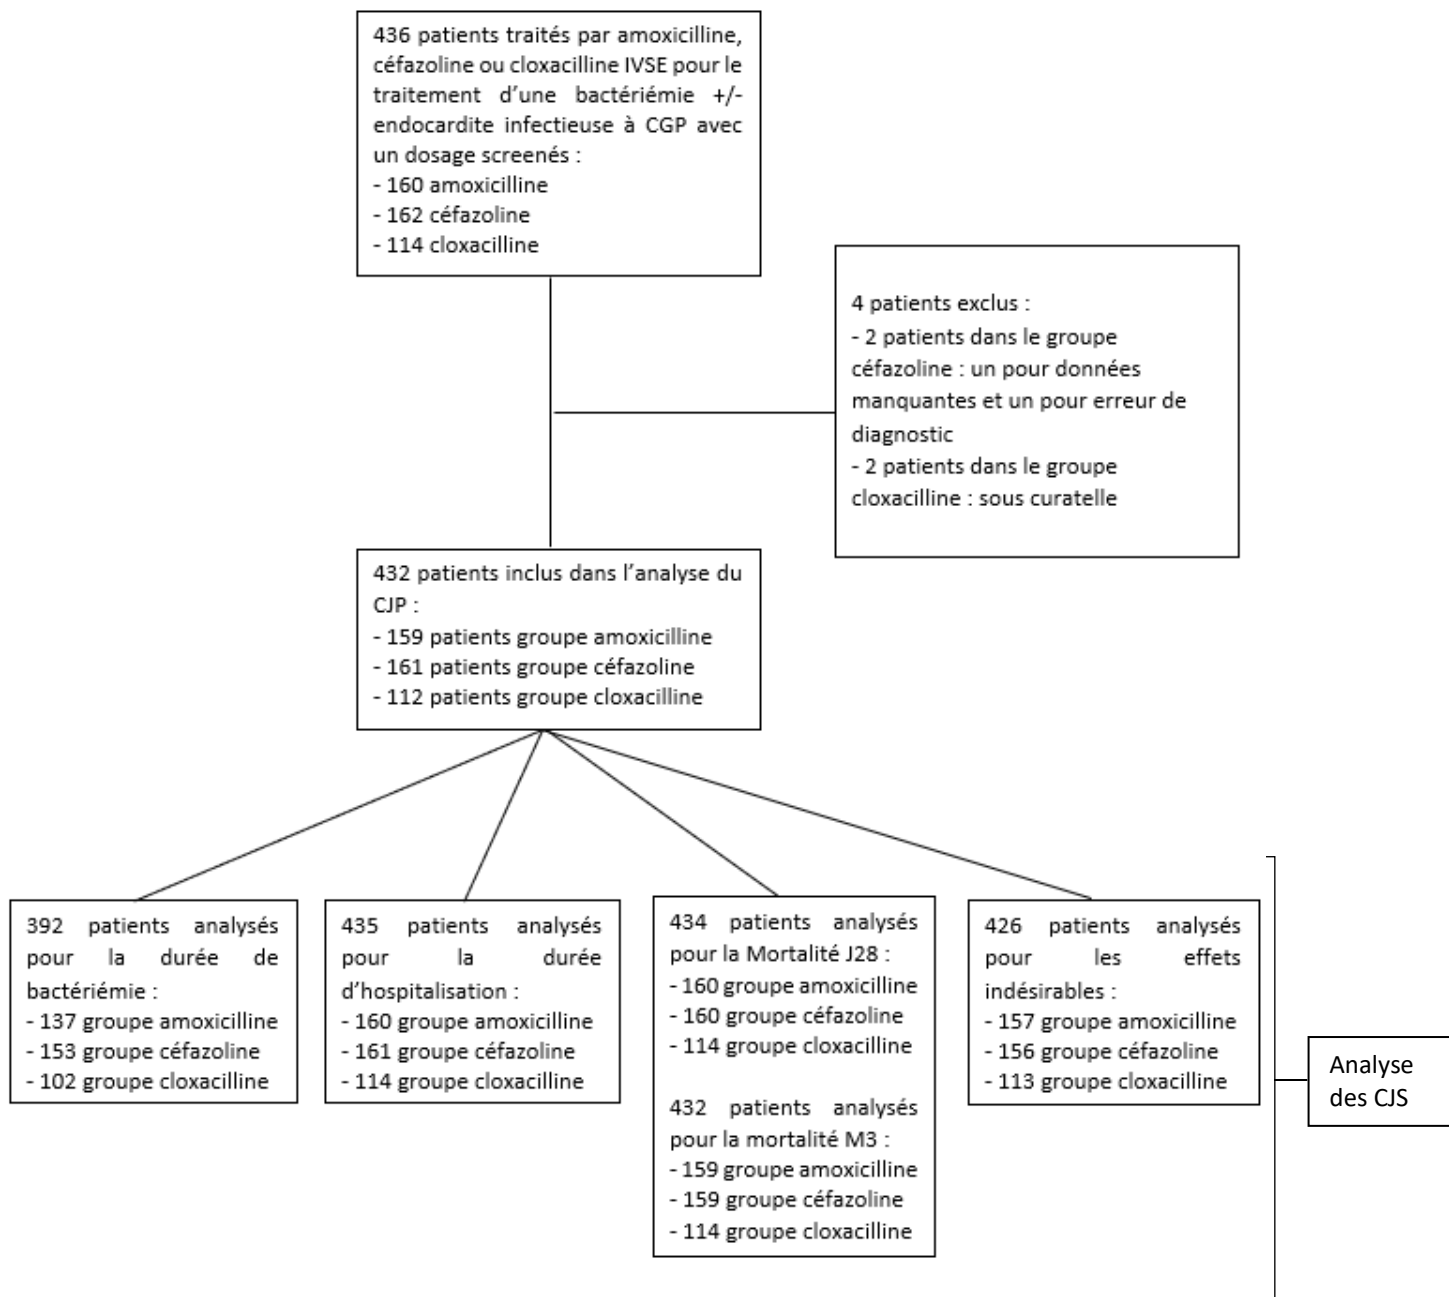 436 patients traités par amoxicilline,
céfazoline ou cloxacilline IVSE pour le
traitement d’une bactériémie +/-
endocardite infectieuse à CGP avec
un dosage screenés :
- 160 amoxicilline
- 162 céfazoline
- 114 cloxacilline
4 patients exclus :
- 2 patients dans le groupe
céfazoline : un pour données
manquantes et un pour erreur de
diagnostic
- 2 patients dans le groupe
cloxacilline : sous curatelle
432 patients inclus dans l’analyse du
CJP :
- 159 patients groupe amoxicilline
- 161 patients groupe céfazoline
- 112 patients groupe cloxacilline
392 patients analysés
pour la durée de
bactériémie :
- 137 groupe amoxicilline
- 153 groupe céfazoline
- 102 groupe cloxacilline
435 patients analysés
pour la durée
d’hospitalisation :
- 160 groupe amoxicilline
- 161 groupe céfazoline
- 114 groupe cloxacilline
434 patients analysés
pour la Mortalité J28 :
- 160 groupe amoxicilline
- 160 groupe céfazoline
- 114 groupe cloxacilline
432 patients analysés
pour la mortalité M3 :
- 159 groupe amoxicilline
- 159 groupe céfazoline
- 114 groupe cloxacilline
426 patients analysés
pour les effets
indésirables :
- 157 groupe amoxicilline
- 156 groupe céfazoline
- 113 groupe cloxacilline
Analyse
des CJS